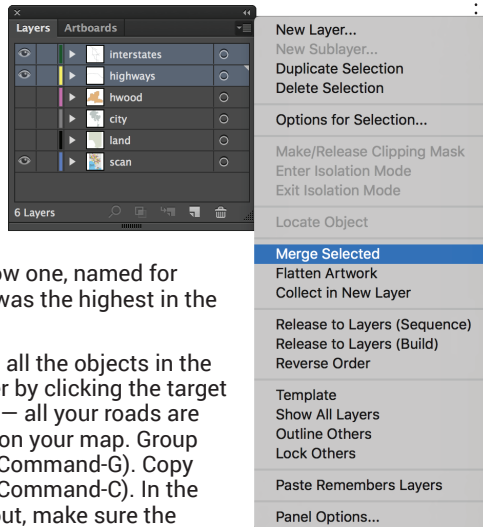 Layers Artboards
interstates
highways
hwood
city
land
scan
6 Layers
ow one, named for
was the highest in the
all the objects in the
r by clicking the target
— all your roads are
on your map. Group
Command-G). Copy
Command-C). In the
out, make sure the
New Layer...
New Sublayer...
Duplicate Selection
Delete Selection
Options for Selection...
Make/Release Clipping Mask
Enter Isolation Mode
Exit Isolation Mode
Locate Object
Merge Selected
Flatten Artwork
Collect in New Layer
Release to Layers (Sequence)
Release to Layers (Build)
Reverse Order
Template
Show All Layers
Outline Others
Lock Others
Paste Remembers Layers
Panel Options...